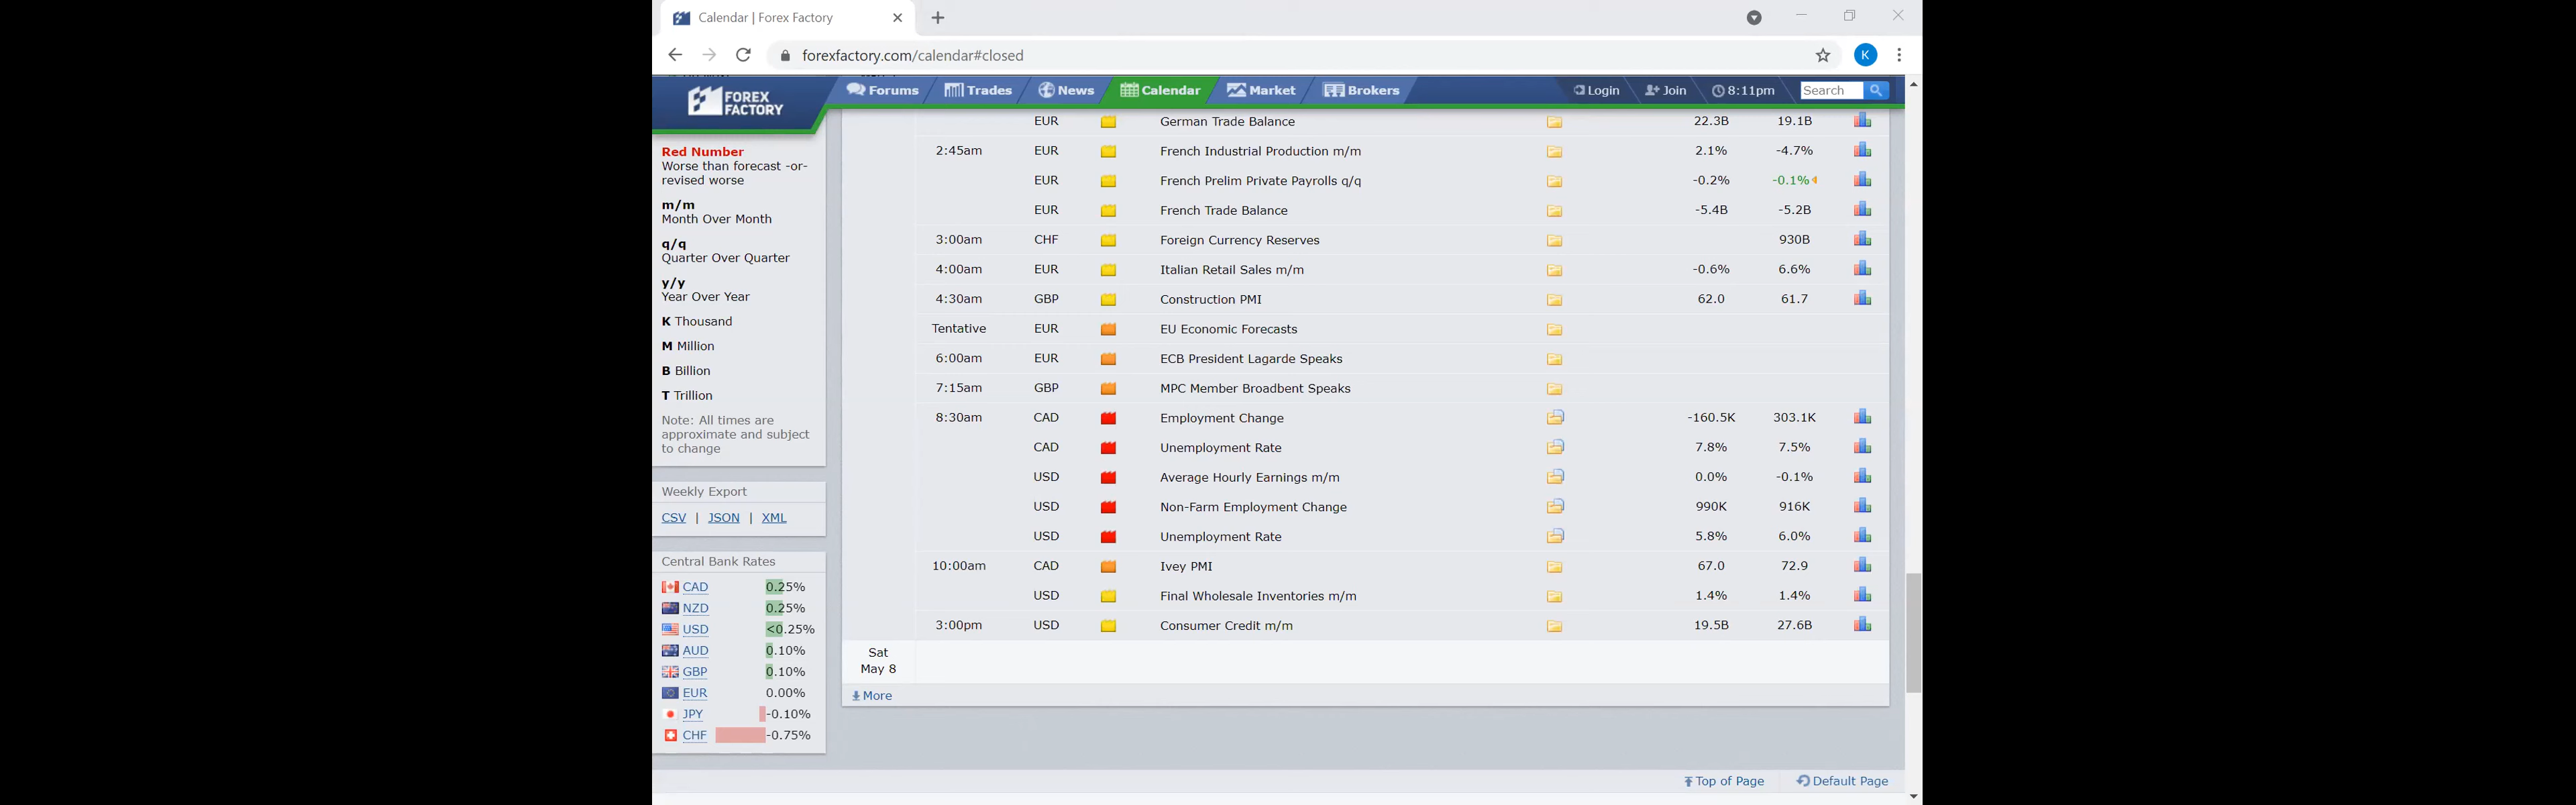 Calendar | Forex Factory
forexfactory.com/calendar#closed
K
FOREX FACTORY
Forums
Trades
News
Calendar
Market
Brokers
Login
Join
8:11pm
Search
Red Number
Worse than forecast -or-
revised worse
m/m
Month Over Month
q/q
Quarter Over Quarter
y/y
Year Over Year
K Thousand
M Million
B Billion
T Trillion
Note: All times are
approximate and subject
to change
Weekly Export
CSV | JSON | XML
Central Bank Rates
CAD 0.25%
NZD 0.25%
USD <0.25%
AUD 0.10%
GBP 0.10%
EUR 0.00%
JPY -0.10%
CHF -0.75%
EUR German Trade Balance 22.3B 19.1B
2:45am EUR French Industrial Production m/m 2.1% -4.7%
EUR French Prelim Private Payrolls q/q -0.2% -0.1%
EUR French Trade Balance -5.4B -5.2B
3:00am CHF Foreign Currency Reserves 930B
4:00am EUR Italian Retail Sales m/m -0.6% 6.6%
4:30am GBP Construction PMI 62.0 61.7
Tentative EUR EU Economic Forecasts
6:00am EUR ECB President Lagarde Speaks
7:15am GBP MPC Member Broadbent Speaks
8:30am CAD Employment Change -160.5K 303.1K
CAD Unemployment Rate 7.8% 7.5%
USD Average Hourly Earnings m/m 0.0% -0.1%
USD Non-Farm Employment Change 990K 916K
USD Unemployment Rate 5.8% 6.0%
10:00am CAD Ivey PMI 67.0 72.9
USD Final Wholesale Inventories m/m 1.4% 1.4%
3:00pm USD Consumer Credit m/m 19.5B 27.6B
Sat
May 8
More
Top of Page
Default Page